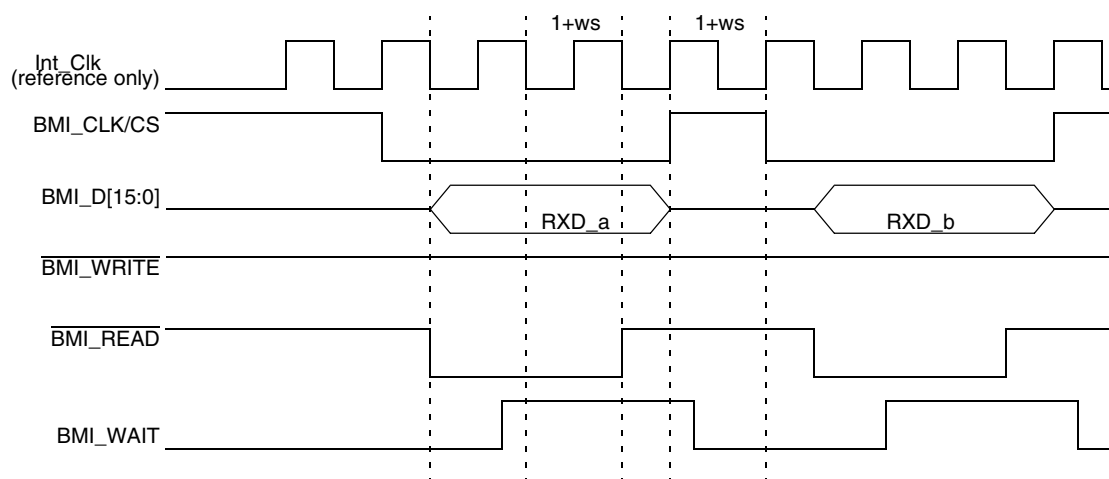 1+ws 1+ws
Int_Clk
(reference only)
BMI_CLK/CS
BMI_D[15:0]
RXD_a RXD_b
BMI_WRITE
BMI_READ
BMI_WAIT